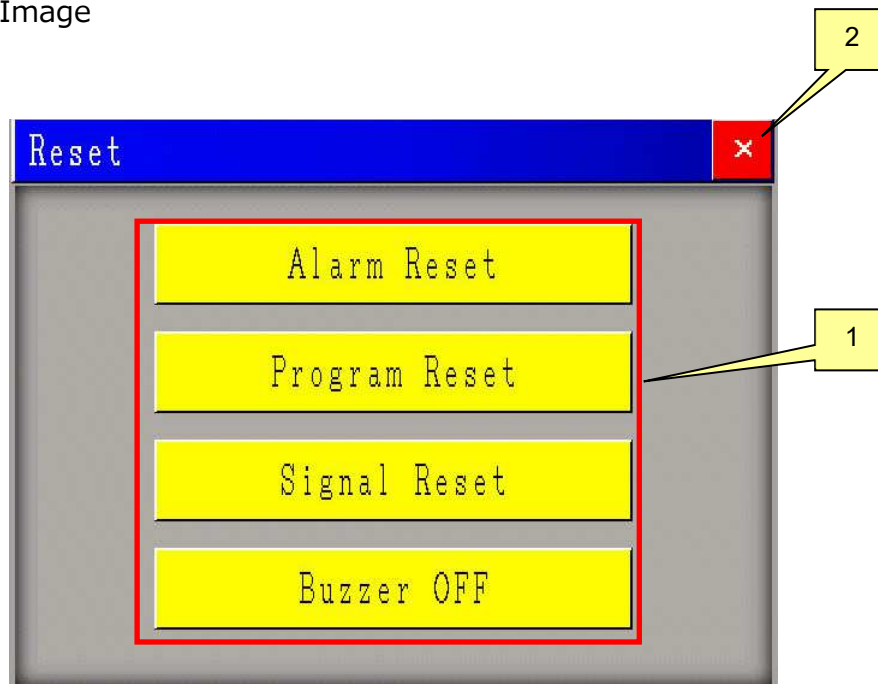 Image
2
Reset ×
Alarm Reset
Program Reset
1
Signal Reset
Buzzer OFF